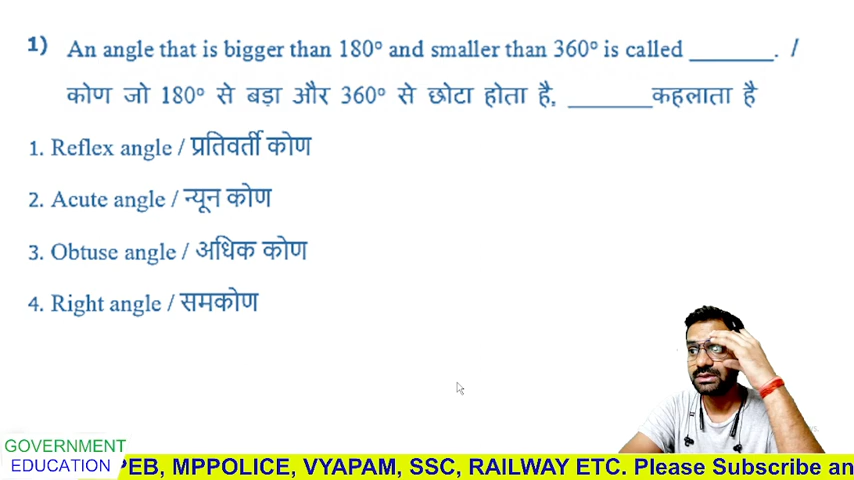 1) An angle that is bigger than 180° and smaller than 360° is called _______. /
कोण जो 180° से बड़ा और 360° से छोटा होता है, _______कहलाता है
1. Reflex angle / प्रतिवर्ती कोण
2. Acute angle / न्यून कोण
3. Obtuse angle / अधिक कोण
4. Right angle / समकोण
GOVERNMENT
EDUCATION
PEB, MPPOLICE, VYAPAM, SSC, RAILWAY ETC. Please Subscribe an